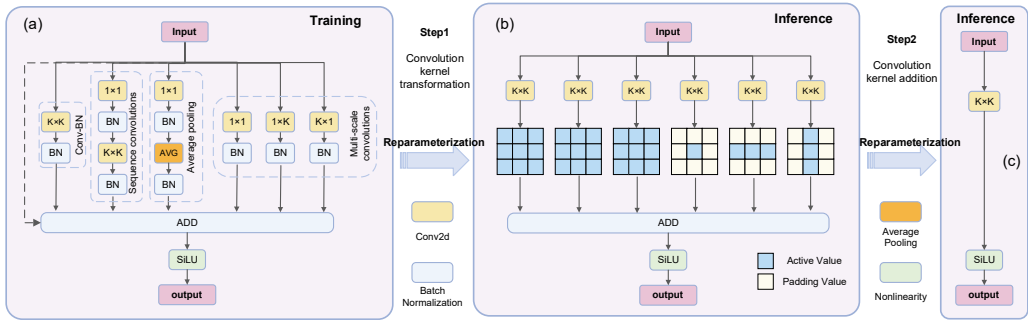 (a)
Training
Input
K×K
BN
Conv-BN
1×1
BN
K×K
BN
Sequence convolutions
1×1
BN
AVG
BN
Average pooling
1×1
1×K
K×1
BN
BN
BN
Multi-scale
convolutions
ADD
SiLU
output
Step1
Convolution
kernel
transformation
Reparameterization
Conv2d
Batch
Normalization
(b)
Inference
Input
K×K
K×K
K×K
K×K
K×K
K×K
ADD
SiLU
output
Active Value
Padding Value
Step2
Convolution
kernel addition
Reparameterization
Average
Pooling
Nonlinearity
Inference
Input
K×K
(c)
SiLU
output